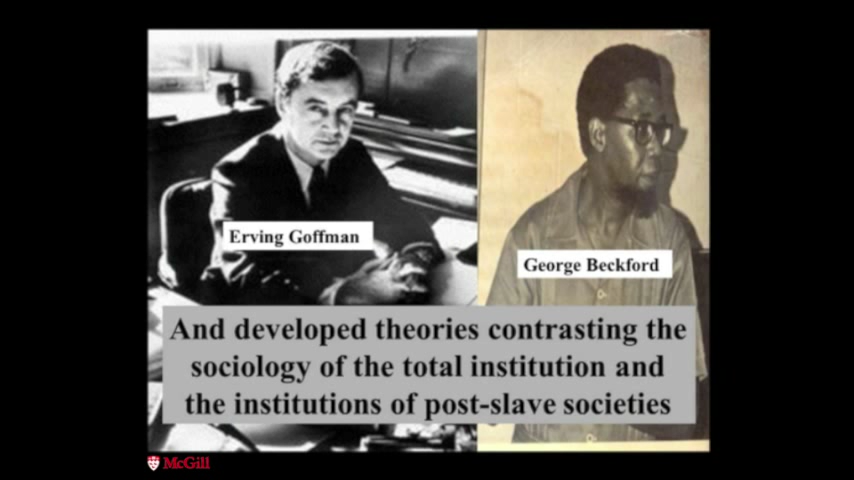 Erving Goffman
George Beckford
And developed theories contrasting the
sociology of the total institution and
the institutions of post-slave societies
McGill